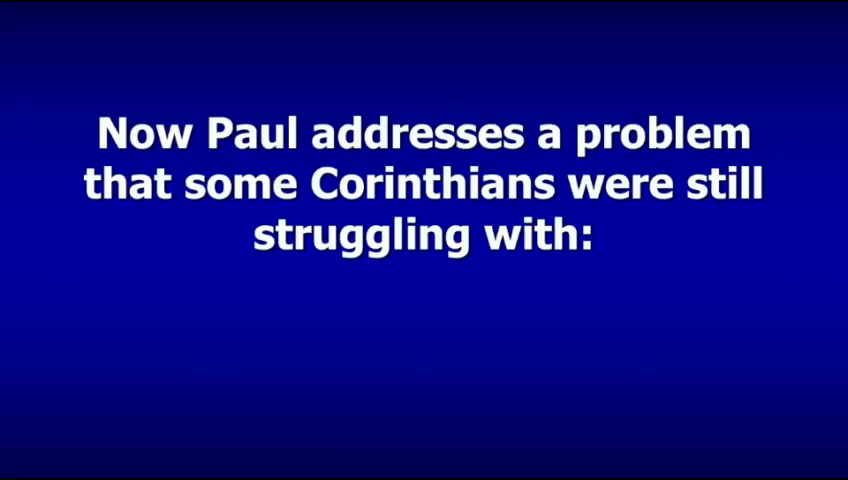 Now Paul addresses a problem
that some Corinthians were still
struggling with: